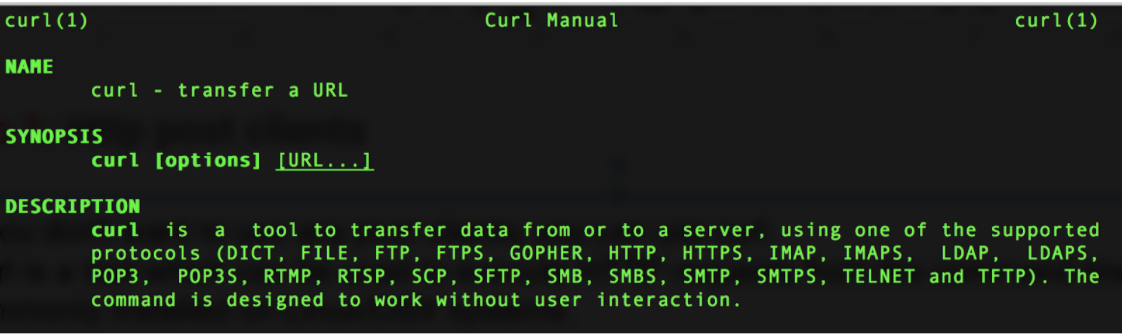 curl(1) Curl Manual curl(1)
NAME
curl - transfer a URL
SYNOPSIS
curl [options] [URL...]
DESCRIPTION
curl is a tool to transfer data from or to a server, using one of the supported
protocols (DICT, FILE, FTP, FTPS, GOPHER, HTTP, HTTPS, IMAP, IMAPS, LDAP, LDAPS,
POP3, POP3S, RTMP, RTSP, SCP, SFTP, SMB, SMBS, SMTP, SMTPS, TELNET and TFTP). The
command is designed to work without user interaction.